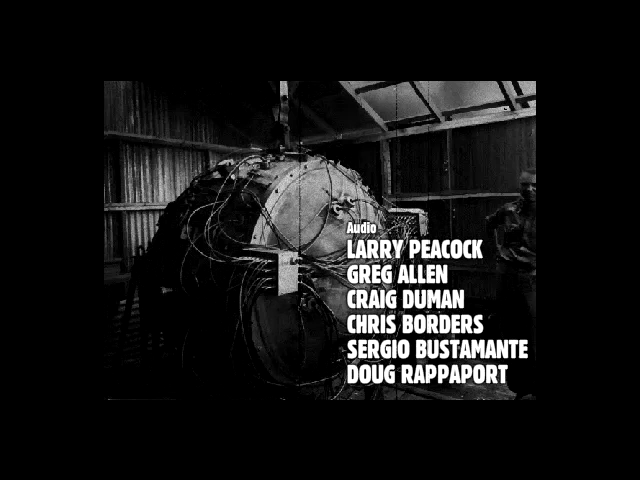 Audio
LARRY PEACOCK
GREG ALLEN
CRAIG DUMAN
CHRIS BORDERS
SERGIO BUSTAMANTE
DOUG RAPPAPORT